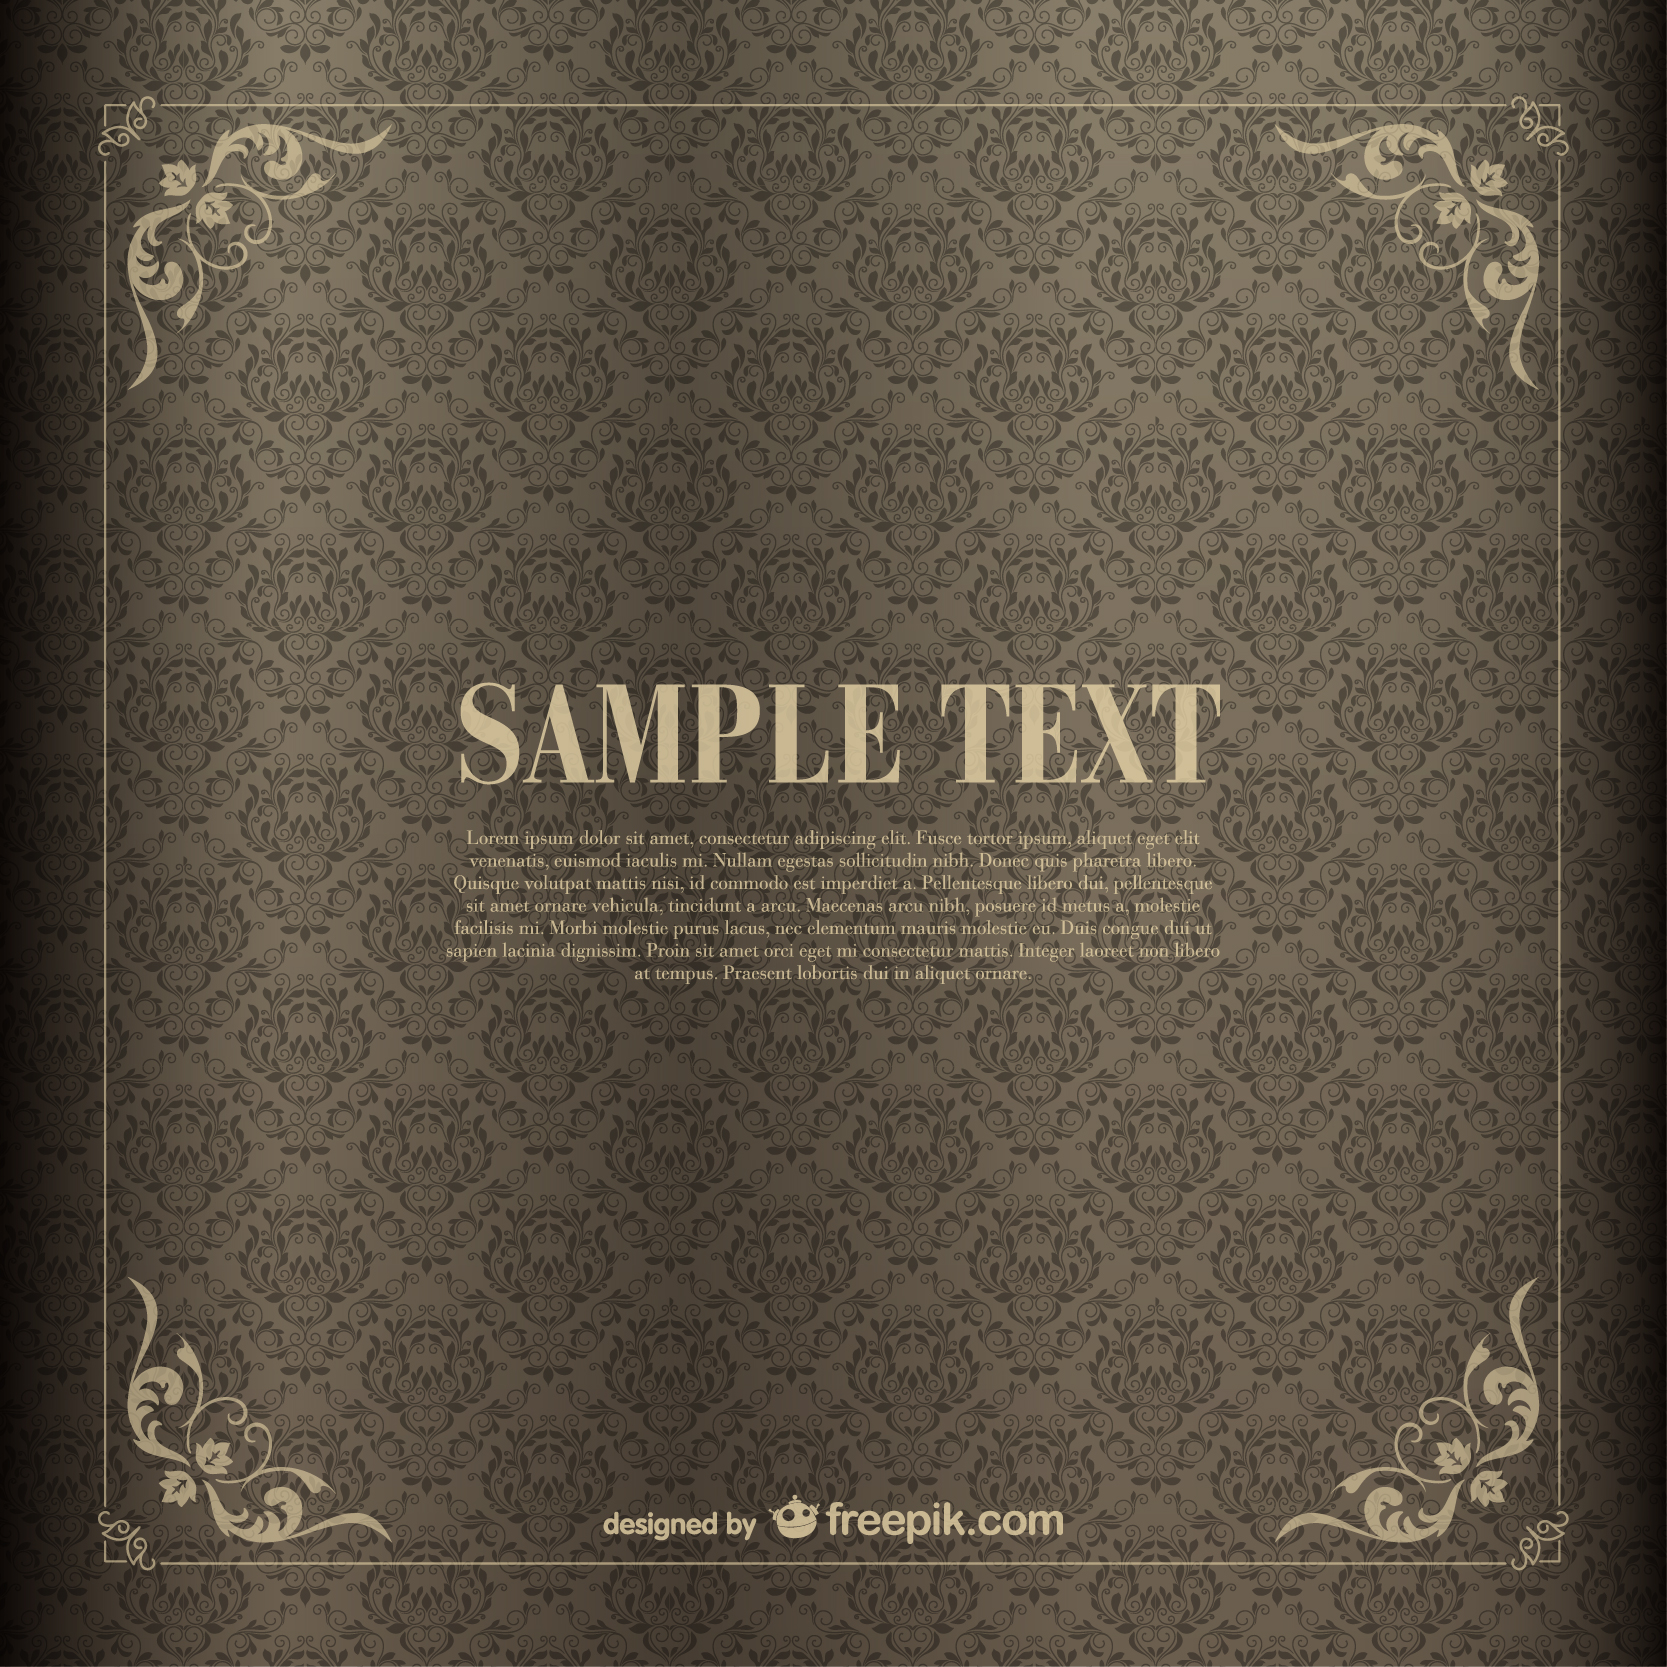 SAMPLE TEXT
Lorem ipsum dolor sit amet, consectetur adipiscing elit. Fusce tortor ipsum, aliquet eget elit
venenatis, euismod iaculis mi. Nullam egestas sollicitudin nibh. Donec quis pharetra libero.
Quisque volutpat mattis nisi, id commodo est imperdiet a. Pellentesque libero dui, pellentesque
sit amet ornare vehicula, tincidunt a arcu. Maecenas arcu nibh, posuere id metus a, molestie
facilisis mi. Morbi molestie purus lacus, nec elementum mauris molestie eu. Duis congue dui ut
sapien lacinia dignissim. Proin sit amet orci eget mi consectetur mattis. Integer laoreet non libero
at tempus. Praesent lobortis dui in aliquet ornare.
designed by freepik.com